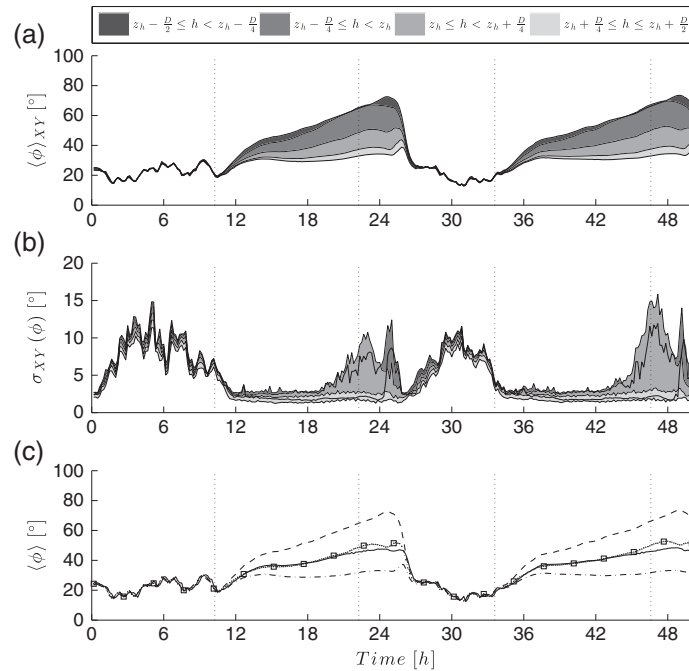 z_h − D/2 ≤ h < z_h − D/4 z_h − D/4 ≤ h < z_h z_h ≤ h < z_h + D/4 z_h + D/4 ≤ h ≤ z_h + D/2
(a)
⟨ϕ⟩_XY [°]
100
80
60
40
20
0
0 6 12 18 24 30 36 42 48
(b)
σ_XY (ϕ) [°]
20
15
10
5
0
0 6 12 18 24 30 36 42 48
(c)
⟨ϕ⟩ [°]
100
80
60
40
20
0
0 6 12 18 24 30 36 42 48
Time [h]